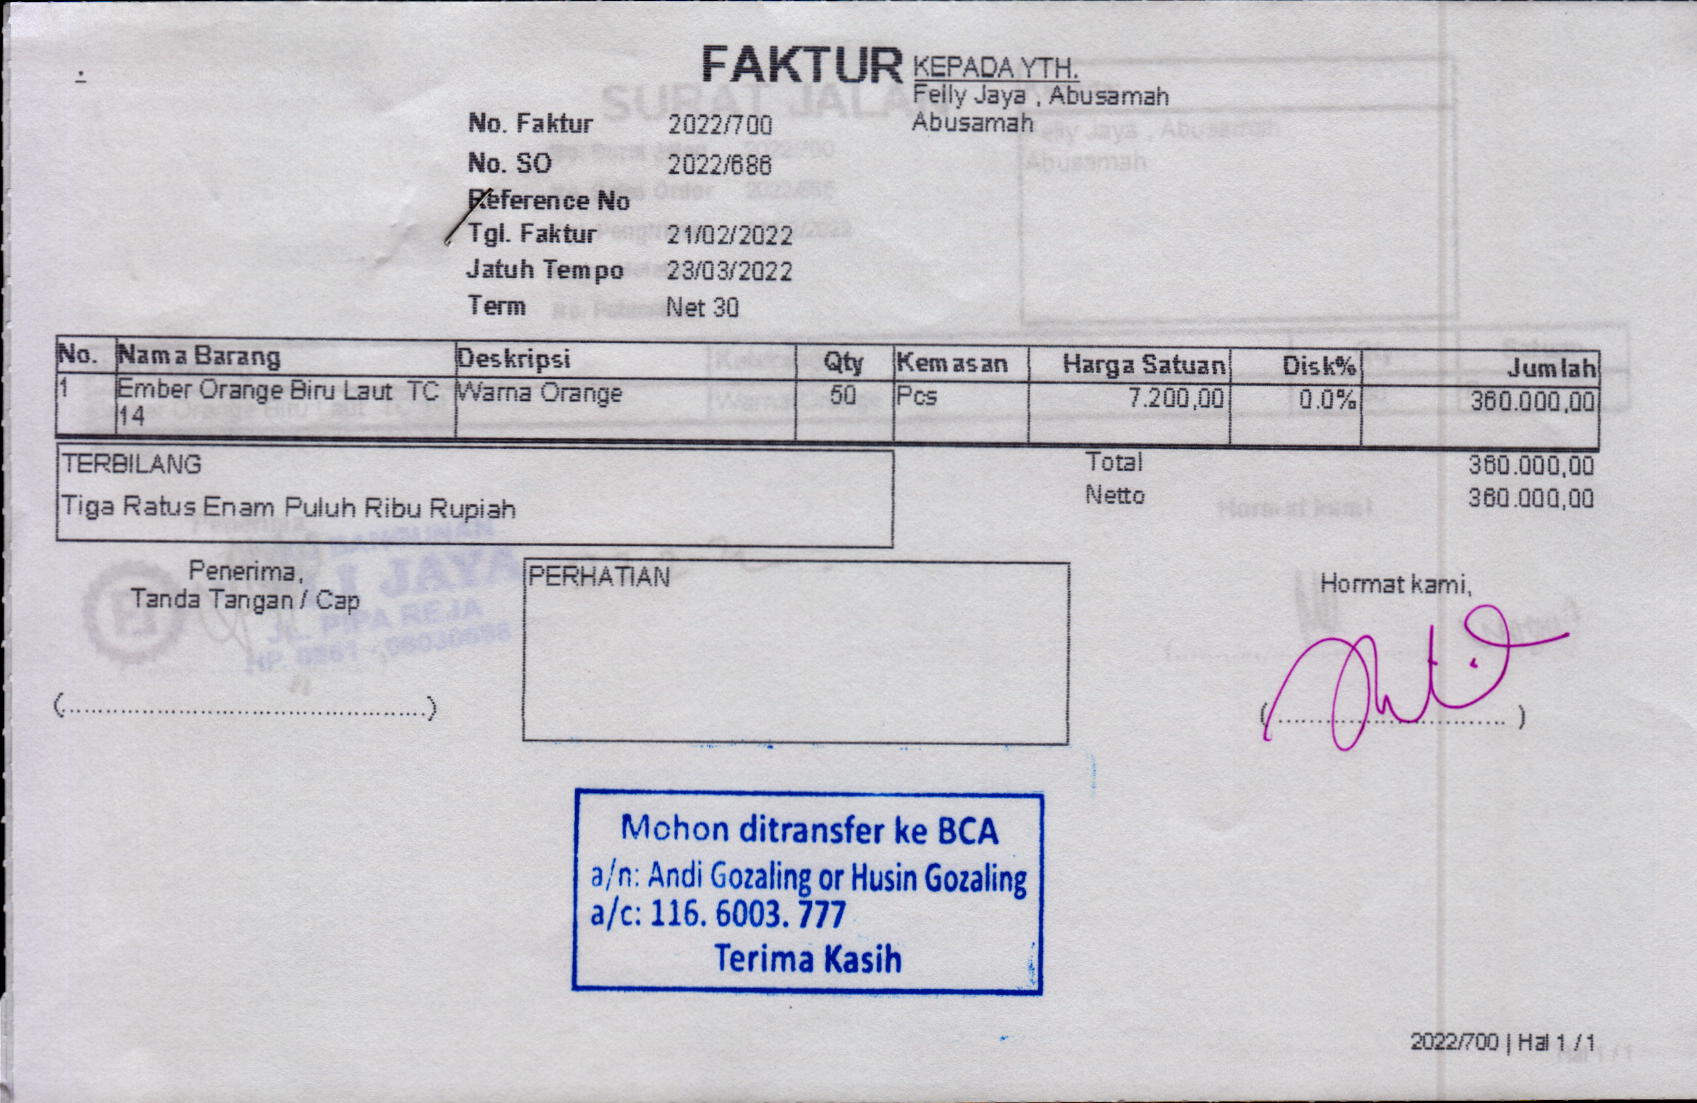 FAKTUR
KEPADA YTH.
Felly Jaya , Abusamah
Abusamah
No. Faktur 2022/700
No. SO 2022/686
Reference No
Tgl. Faktur 21/02/2022
Jatuh Tempo 23/03/2022
Term Net 30
No. Nama Barang Deskripsi Qty Kemasan Harga Satuan Disk% Jumlah
1 Ember Orange Biru Laut TC Warna Orange 50 Pcs 7.200,00 0.0% 360.000,00
14
TERBILANG
Tiga Ratus Enam Puluh Ribu Rupiah
Total 360.000,00
Netto 360.000,00
Penerima,
Tanda Tangan / Cap
(..............................................)
PERHATIAN
Hormat kami,
(.............................. )
Mohon ditransfer ke BCA
a/n: Andi Gozaling or Husin Gozaling
a/c: 116. 6003. 777
Terima Kasih
2022/700 | Hal 1 / 1